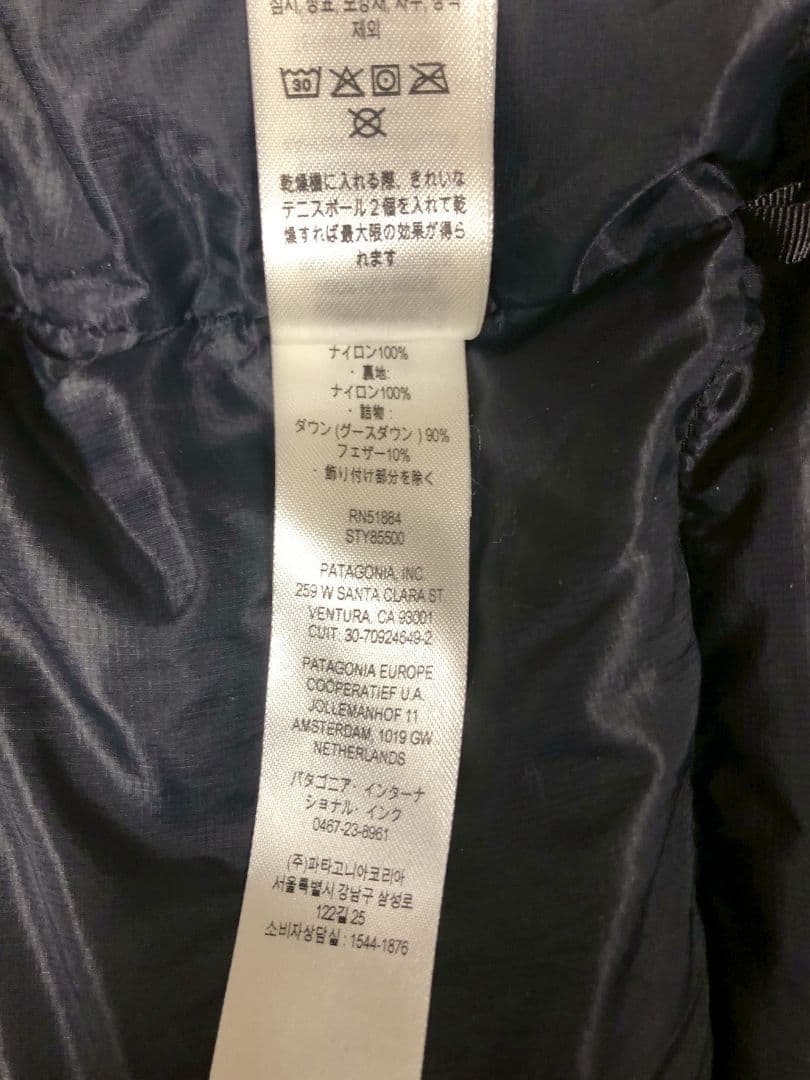 제외
30
乾燥機に入れる際、きれいな
テニスボール2個を入れて乾
燥すれば最大限の効果が得ら
れます
ナイロン100%
・裏地:
ナイロン100%
・詰物:
ダウン(グースダウン)90%
フェザー10%
・飾り付け部分を除く
RN51884
STY85500
PATAGONIA, INC.
259 W SANTA CLARA ST
VENTURA, CA 93001
CUIT: 30-70924649-2
PATAGONIA EUROPE
COÖPERATIEF U.A.
JOLLEMANHOF 11
AMSTERDAM, 1019 GW
NETHERLANDS
パタゴニア・インターナ
ショナル・インク
0467-23-8961
(주)파타고니아코리아
서울특별시 강남구 삼성로
122길 25
소비자상담실 : 1544-1876